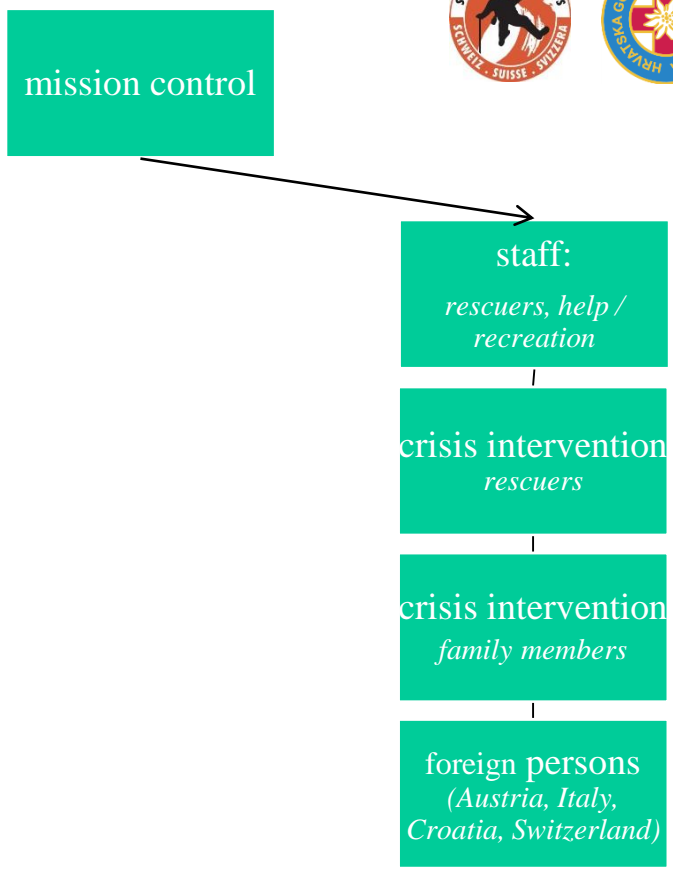 SCHWEIZ . SUISSE . SVIZZERA
HRVATSKA
mission control
staff:
rescuers, help /
recreation
crisis intervention
rescuers
crisis intervention
family members
foreign persons
(Austria, Italy,
Croatia, Switzerland)